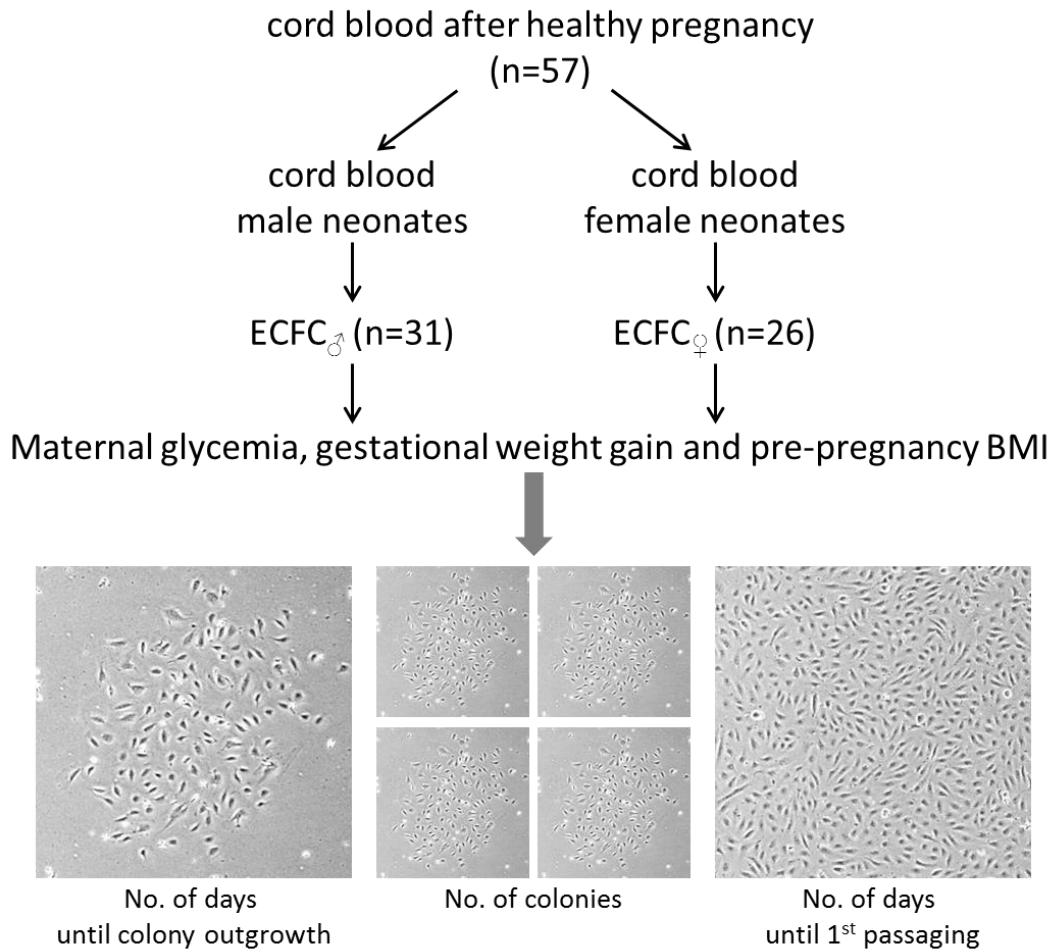 cord blood after healthy pregnancy
(n=57)
cord blood
male neonates
cord blood
female neonates
ECFC♂ (n=31)
ECFC♀ (n=26)
Maternal glycemia, gestational weight gain and pre-pregnancy BMI
No. of days
until colony outgrowth
No. of colonies
No. of days
until 1st passaging